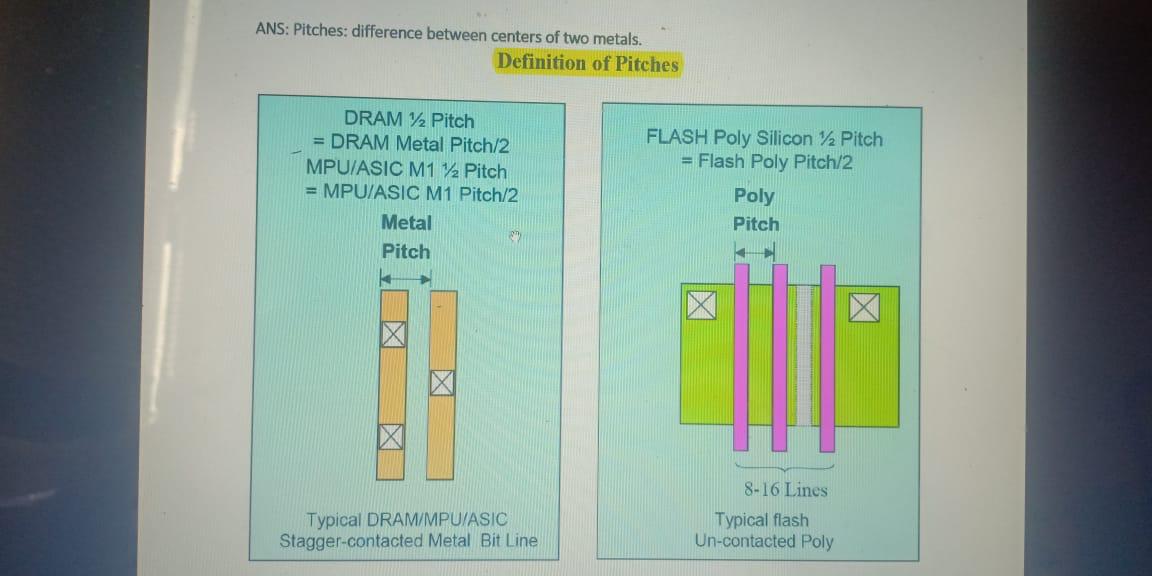 ANS: Pitches: difference between centers of two metals.
Definition of Pitches
DRAM ½ Pitch
= DRAM Metal Pitch/2
MPU/ASIC M1 ½ Pitch
= MPU/ASIC M1 Pitch/2
Metal
Pitch
Typical DRAM/MPU/ASIC
Stagger-contacted Metal Bit Line
FLASH Poly Silicon ½ Pitch
= Flash Poly Pitch/2
Poly
Pitch
8-16 Lines
Typical flash
Un-contacted Poly